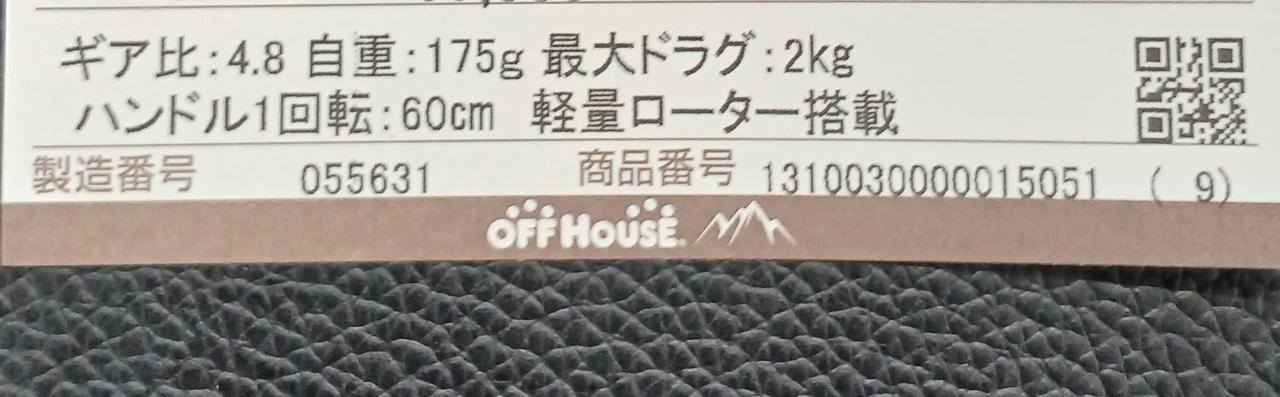 ギア比:4.8 自重:175g 最大ドラグ:2kg
ハンドル1回転:60cm 軽量ローター搭載
製造番号 055631 商品番号 1310030000015051 ( 9)
OFF HOUSE